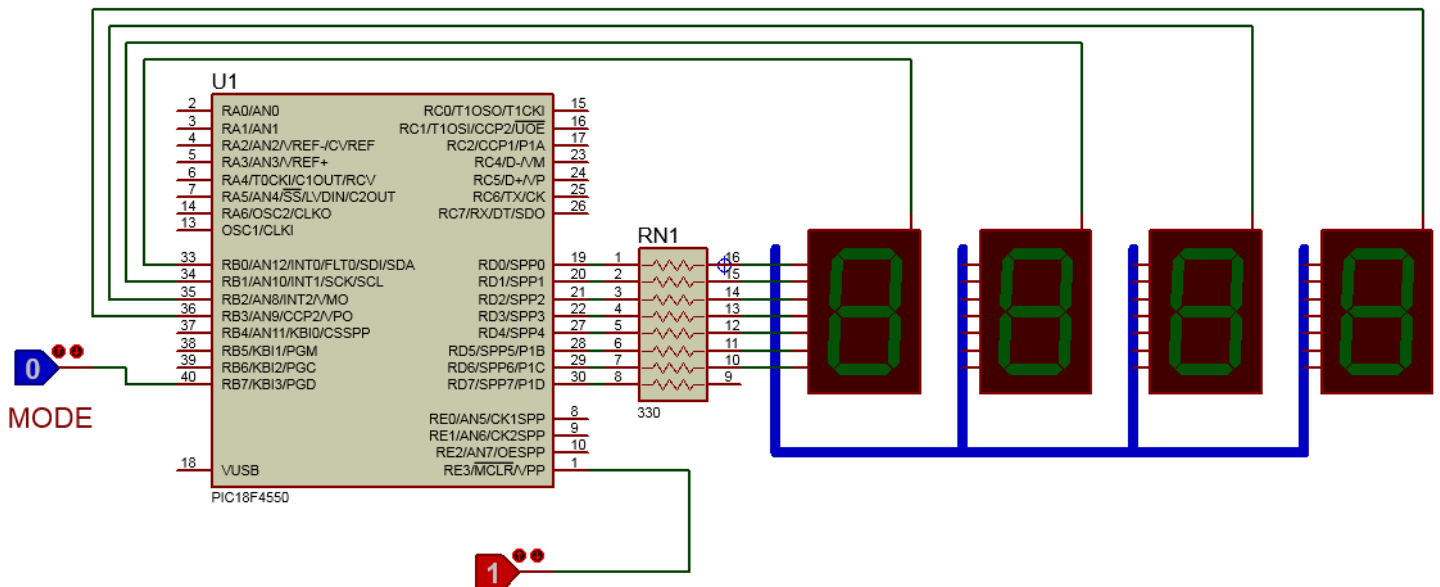 U1
2 RA0/AN0 RC0/T1OSO/T1CKI 15
3 RA1/AN1 RC1/T1OSI/CCP2/UOE 16
4 RA2/AN2/VREF-/CVREF RC2/CCP1/P1A 17
5 RA3/AN3/VREF+ RC4/D-/VM 23
6 RA4/T0CKI/C1OUT/RCV RC5/D+/VP 24
7 RA5/AN4/SS/LVDIN/C2OUT RC6/TX/CK 25
14 RA6/OSC2/CLKO RC7/RX/DT/SDO 26
13 OSC1/CLKI
RN1
33 RB0/AN12/INT0/FLT0/SDI/SDA RD0/SPP0 19 1 16
34 RB1/AN10/INT1/SCK/SCL RD1/SPP1 20 2 15
35 RB2/AN8/INT2/VMO RD2/SPP2 21 3 14
36 RB3/AN9/CCP2/VPO RD3/SPP3 22 4 13
37 RB4/AN11/KBI0/CSSPP RD4/SPP4 27 5 12
38 RB5/KBI1/PGM RD5/SPP5/P1B 28 6 11
39 RB6/KBI2/PGC RD6/SPP6/P1C 29 7 10
40 RB7/KBI3/PGD RD7/SPP7/P1D 30 8 9
0
MODE
330
RE0/AN5/CK1SPP 8
RE1/AN6/CK2SPP 9
RE2/AN7/OESPP 10
18 VUSB RE3/MCLR/VPP 1
PIC18F4550
1